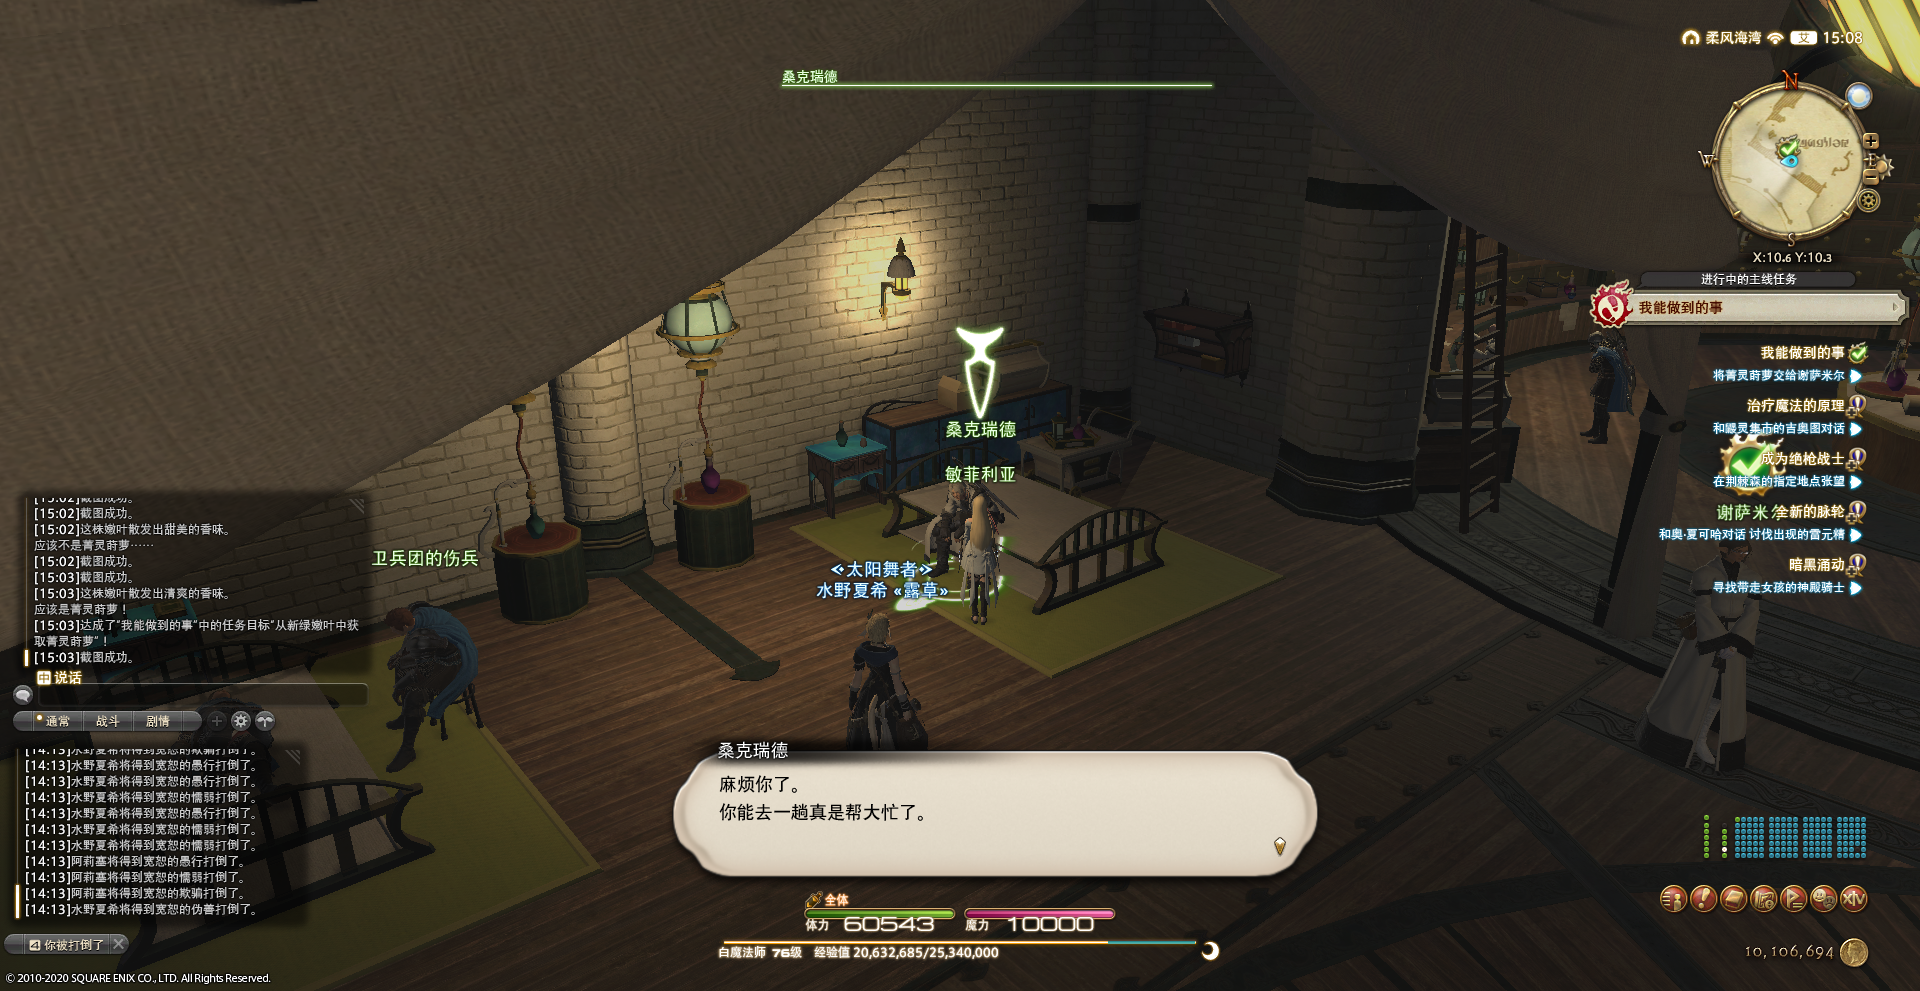 柔风海湾 艾 15:08
桑克瑞德
N
W
E
S
X:10.6 Y:10.3
进行中的主线任务
我能做到的事
我能做到的事
将菁灵莳萝交给谢萨米尔
治疗魔法的原理
和鼹灵集市的吉奥图对话
成为绝枪战士
在荆棘森的指定地点张望
谢萨米尔
全新的脉轮
和奥·夏可哈对话 讨伐出现的雷元精
暗黑涌动
寻找带走女孩的神殿骑士
桑克瑞德
敏菲利亚
卫兵团的伤兵
≪太阳舞者≫
水野夏希 «露草»
[15:02]截图成功。
[15:02]截图成功。
[15:02]这株嫩叶散发出甜美的香味。
应该不是菁灵莳萝……
[15:02]截图成功。
[15:03]截图成功。
[15:03]这株嫩叶散发出清爽的香味。
应该是菁灵莳萝！
[15:03]达成了“我能做到的事”中的任务目标“从新绿嫩叶中获
取菁灵莳萝”！
[15:03]截图成功。
说话
通常 战斗 剧情
[14:13]水野夏希将得到宽恕的欺骗打倒了。
[14:13]水野夏希将得到宽恕的愚行打倒了。
[14:13]水野夏希将得到宽恕的愚行打倒了。
[14:13]水野夏希将得到宽恕的懦弱打倒了。
[14:13]水野夏希将得到宽恕的愚行打倒了。
[14:13]水野夏希将得到宽恕的懦弱打倒了。
[14:13]水野夏希将得到宽恕的懦弱打倒了。
[14:13]阿莉塞将得到宽恕的愚行打倒了。
[14:13]阿莉塞将得到宽恕的懦弱打倒了。
[14:13]阿莉塞将得到宽恕的欺骗打倒了。
[14:13]水野夏希将得到宽恕的伪善打倒了。
4 你被打倒了
桑克瑞德
麻烦你了。
你能去一趟真是帮大忙了。
全体
体力 60543 魔力 10000
白魔法师 76级 经验值 20,632,685/25,340,000
XIV
10,106,694
© 2010-2020 SQUARE ENIX CO., LTD. All Rights Reserved.